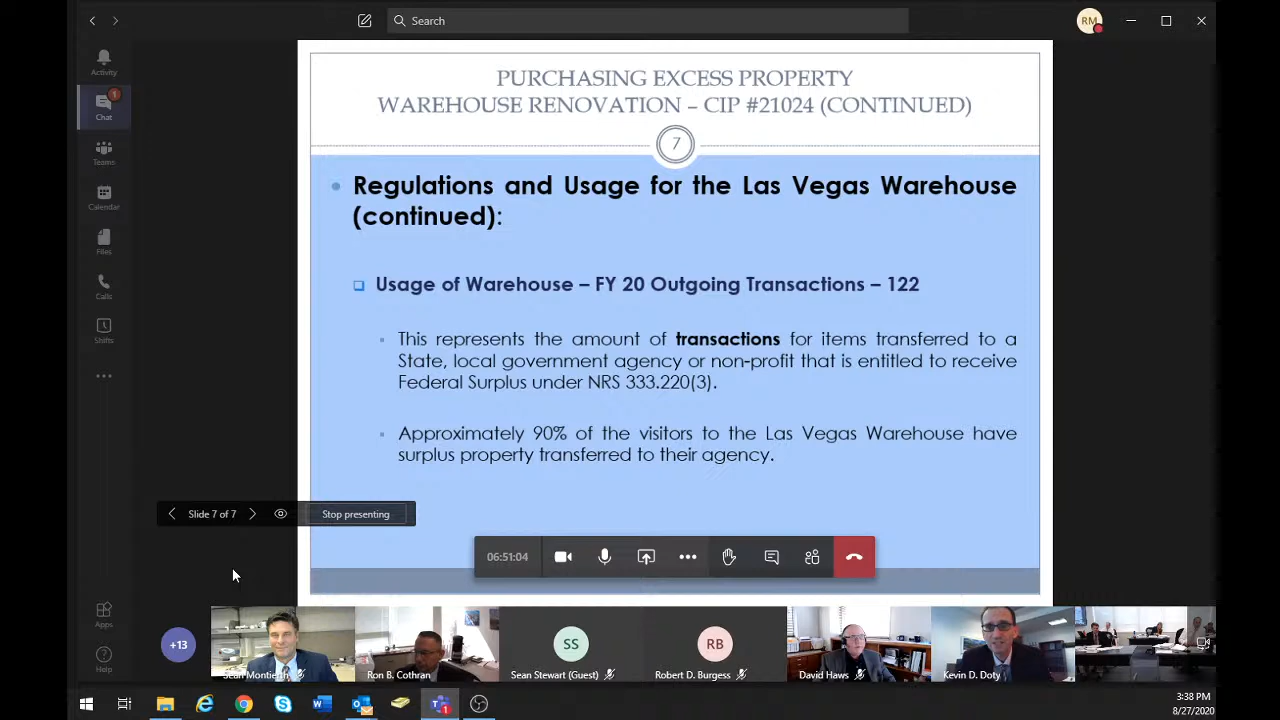 Search
RM
Activity
1
Chat
Teams
Calendar
Files
Calls
Shifts
Apps
Help
PURCHASING EXCESS PROPERTY
WAREHOUSE RENOVATION – CIP #21024 (CONTINUED)
7
Regulations and Usage for the Las Vegas Warehouse
(continued):
Usage of Warehouse – FY 20 Outgoing Transactions – 122
This represents the amount of transactions for items transferred to a
State, local government agency or non-profit that is entitled to receive
Federal Surplus under NRS 333.220(3).
Approximately 90% of the visitors to the Las Vegas Warehouse have
surplus property transferred to their agency.
Slide 7 of 7
Stop presenting
06:51:04
+13
SS
RB
Sean Montierth
Ron B. Cothran
Sean Stewart (Guest)
Robert D. Burgess
David Haws
Kevin D. Doty
3:38 PM
8/27/2020